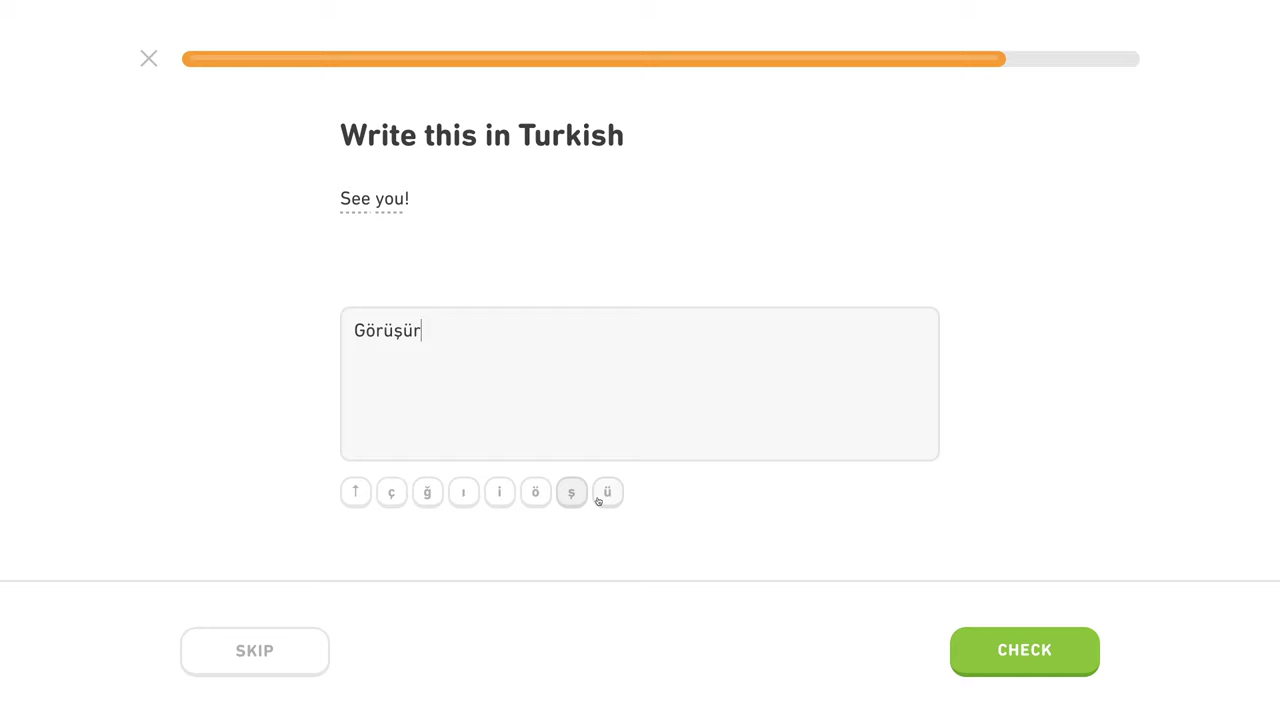 Write this in Turkish
See you!
Görüşür
↑ ç ğ ı i ö ş ü
SKIP
CHECK